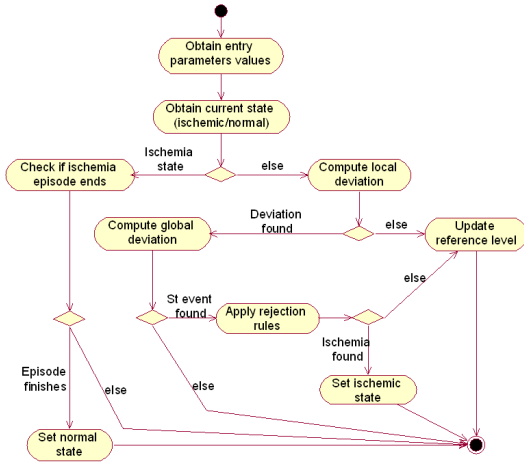 Obtain entry
parameters values
Obtain current state
(ischemic/normal)
Ischemia
state
else
Check if ischemia
episode ends
Compute local
deviation
Deviation
found
else
Compute global
deviation
Update
reference level
else
St event
found
Apply rejection
rules
Ischemia
found
Episode
finishes
else
else
Set ischemic
state
Set normal
state